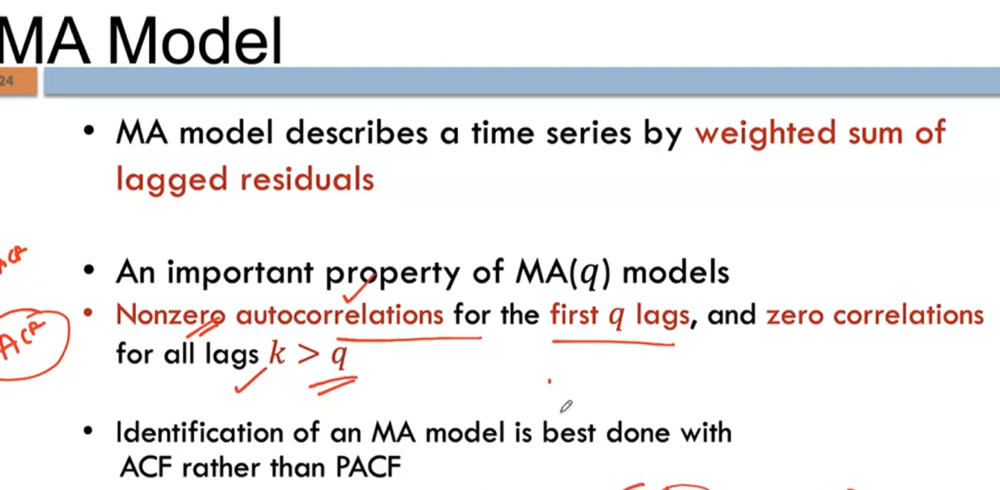 MA Model
24
• MA model describes a time series by weighted sum of
lagged residuals
• An important property of MA(q) models
• Nonzero autocorrelations for the first q lags, and zero correlations
for all lags k > q
ACF
ACF
• Identification of an MA model is best done with
ACF rather than PACF